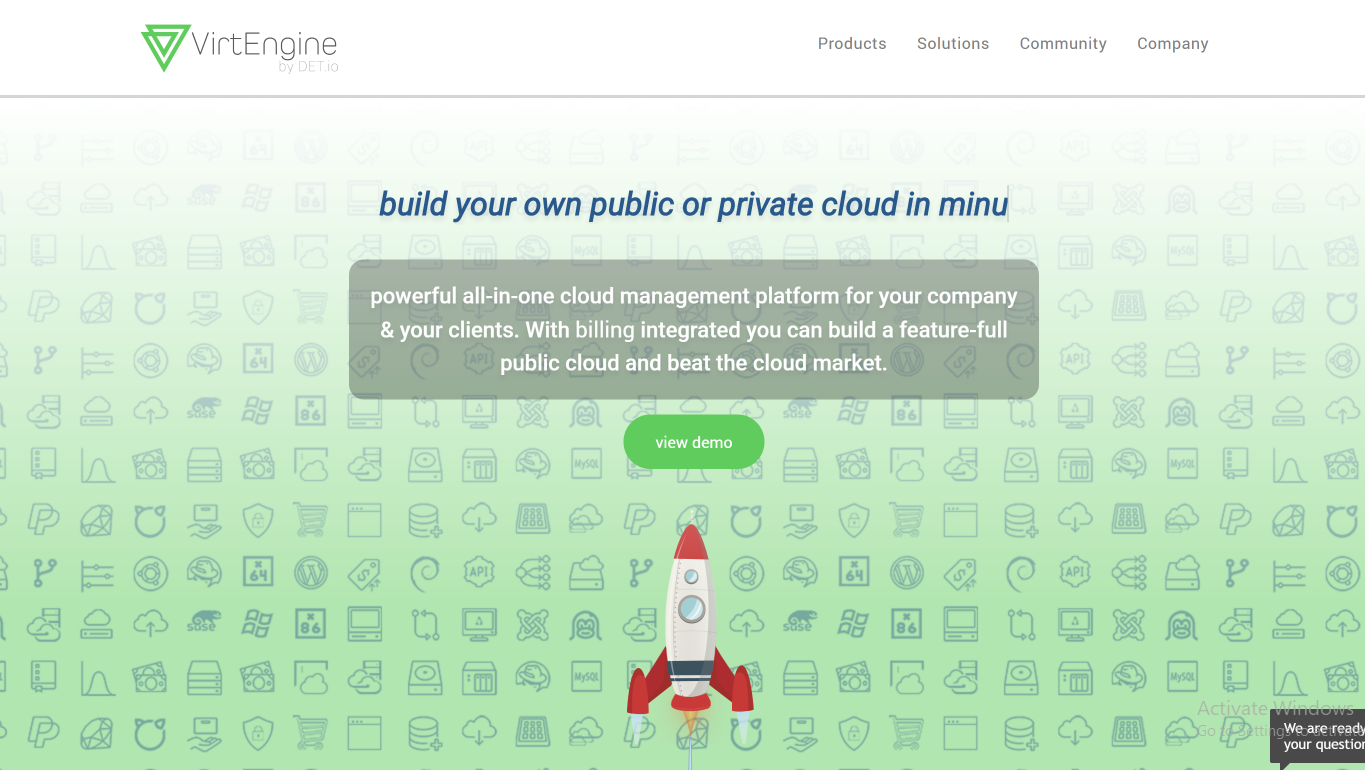 VirtEngine
by DET.io
Products Solutions Community Company
build your own public or private cloud in minu
powerful all-in-one cloud management platform for your company
& your clients. With billing integrated you can build a feature-full
public cloud and beat the cloud market.
view demo
Activate Windows
Go to Settings to activate
We are ready
your question